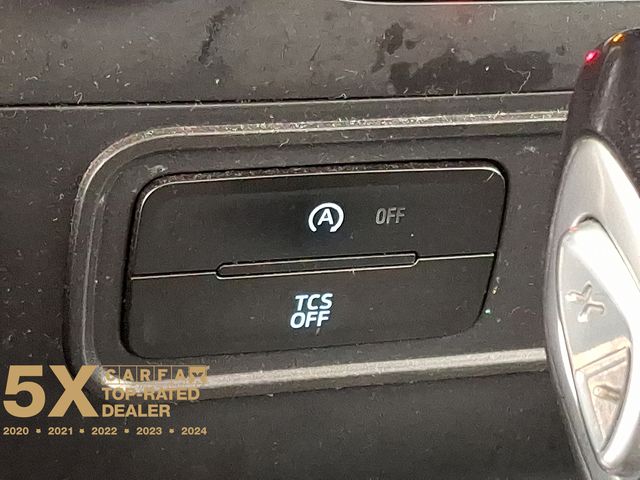 A OFF
TCS
OFF
5X
CARFAX
TOP-RATED
DEALER
2020 • 2021 • 2022 • 2023 • 2024